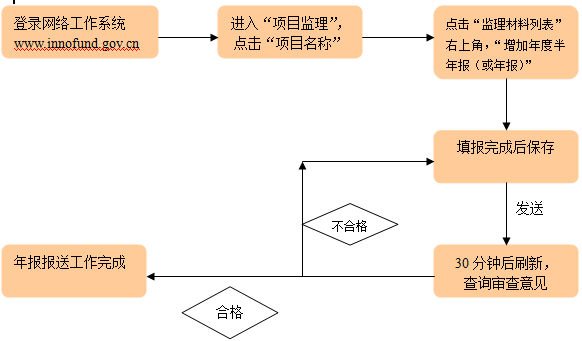 登录网络工作系统
www.innofund.gov.cn
进入“项目监理”，
点击“项目名称”
点击“监理材料列表”
右上角，“增加年度半
年报（或年报）”
填报完成后保存
发送
不合格
30 分钟后刷新，
查询审查意见
年报报送工作完成
合格